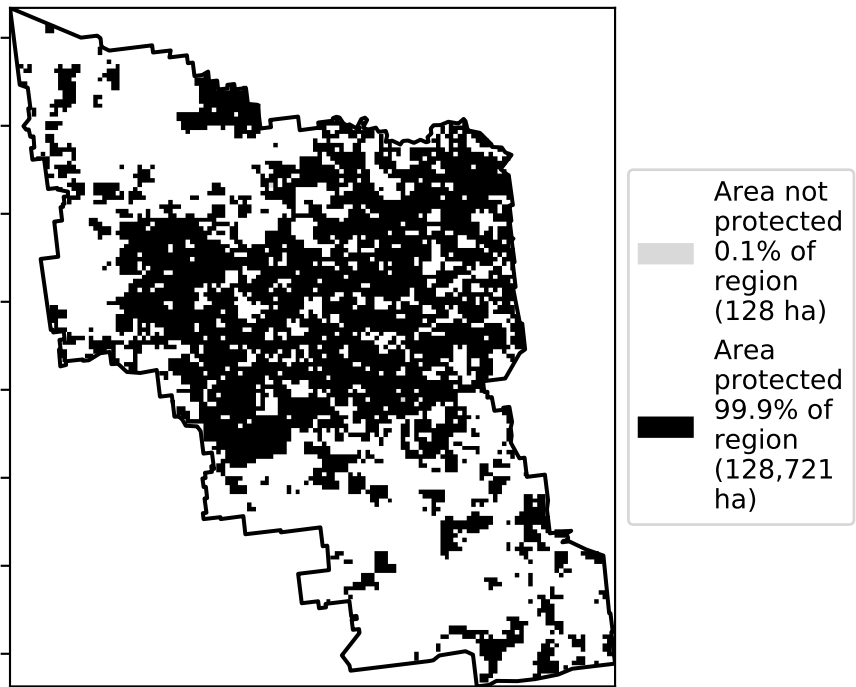 Area not
protected
0.1% of
region
(128 ha)
Area
protected
99.9% of
region
(128,721
ha)